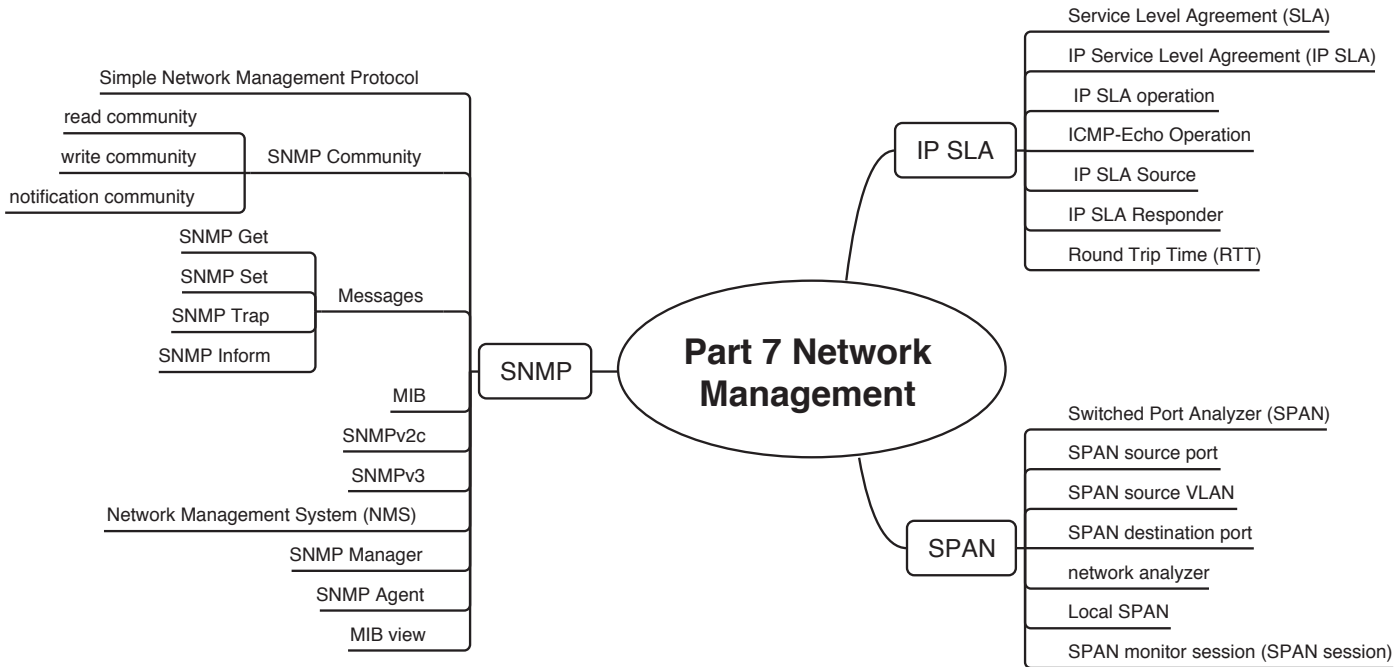 Part 7 Network
Management
SNMP
Simple Network Management Protocol
SNMP Community
read community
write community
notification community
Messages
SNMP Get
SNMP Set
SNMP Trap
SNMP Inform
MIB
SNMPv2c
SNMPv3
Network Management System (NMS)
SNMP Manager
SNMP Agent
MIB view
IP SLA
Service Level Agreement (SLA)
IP Service Level Agreement (IP SLA)
IP SLA operation
ICMP-Echo Operation
IP SLA Source
IP SLA Responder
Round Trip Time (RTT)
SPAN
Switched Port Analyzer (SPAN)
SPAN source port
SPAN source VLAN
SPAN destination port
network analyzer
Local SPAN
SPAN monitor session (SPAN session)